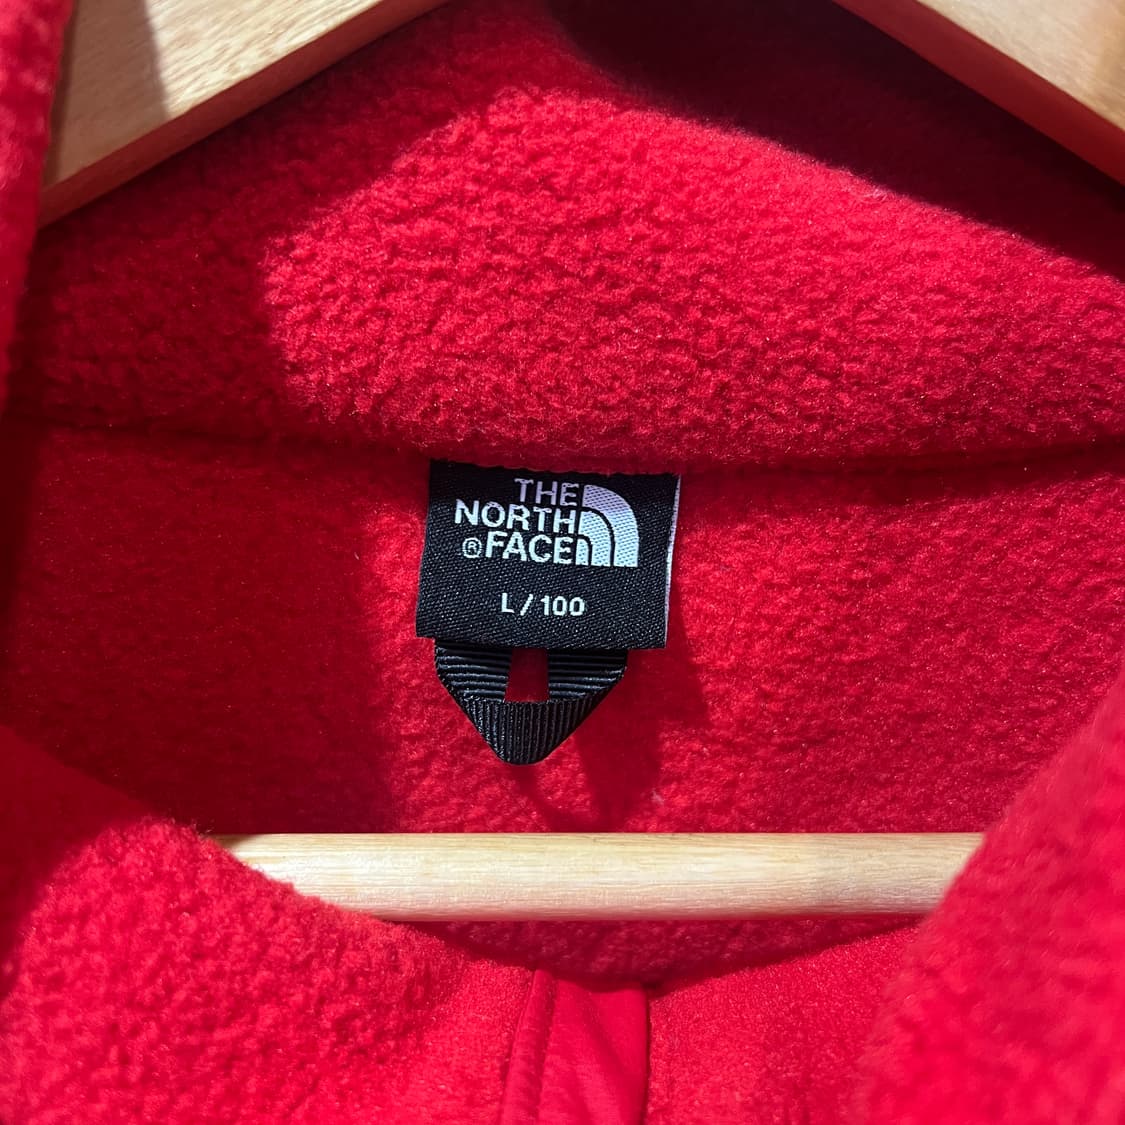 THE
NORTH
®FACE
L / 100